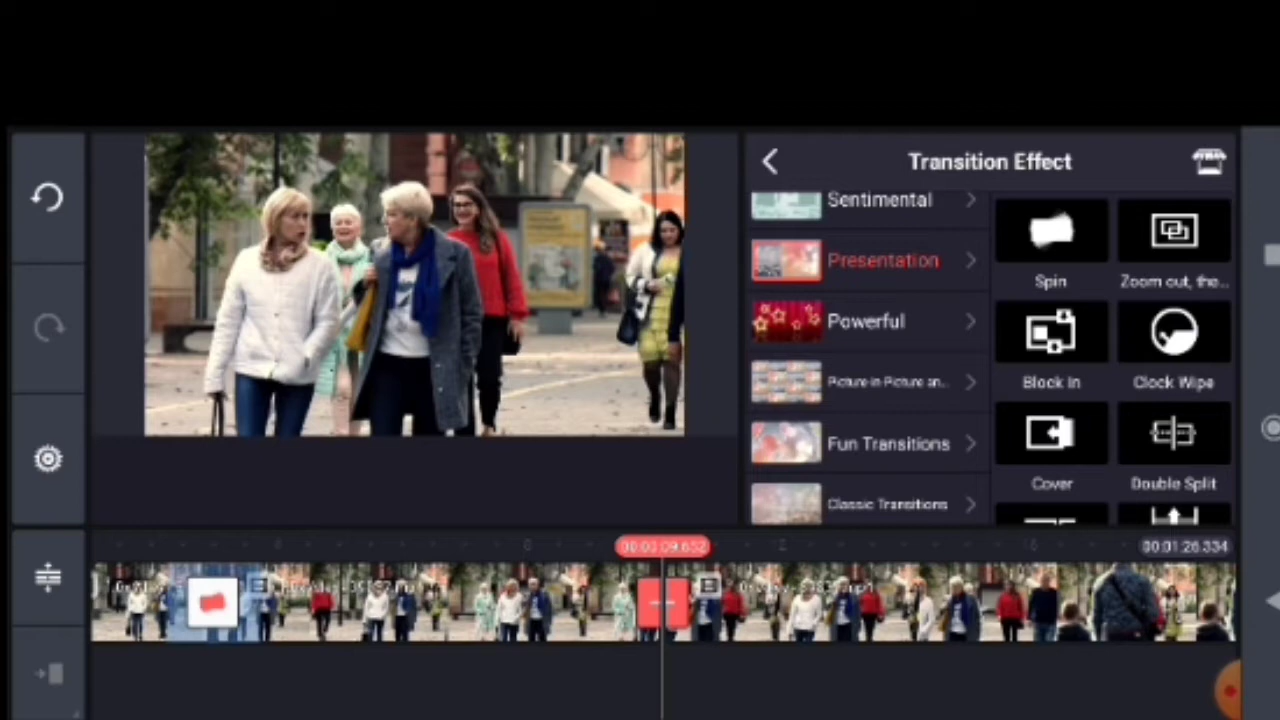 Transition Effect
Sentimental
Presentation
Powerful
Picture in Picture an...
Fun Transitions
Classic Transitions
Spin
Zoom out, the...
Block In
Clock Wipe
Cover
Double Split
00:01:26.334